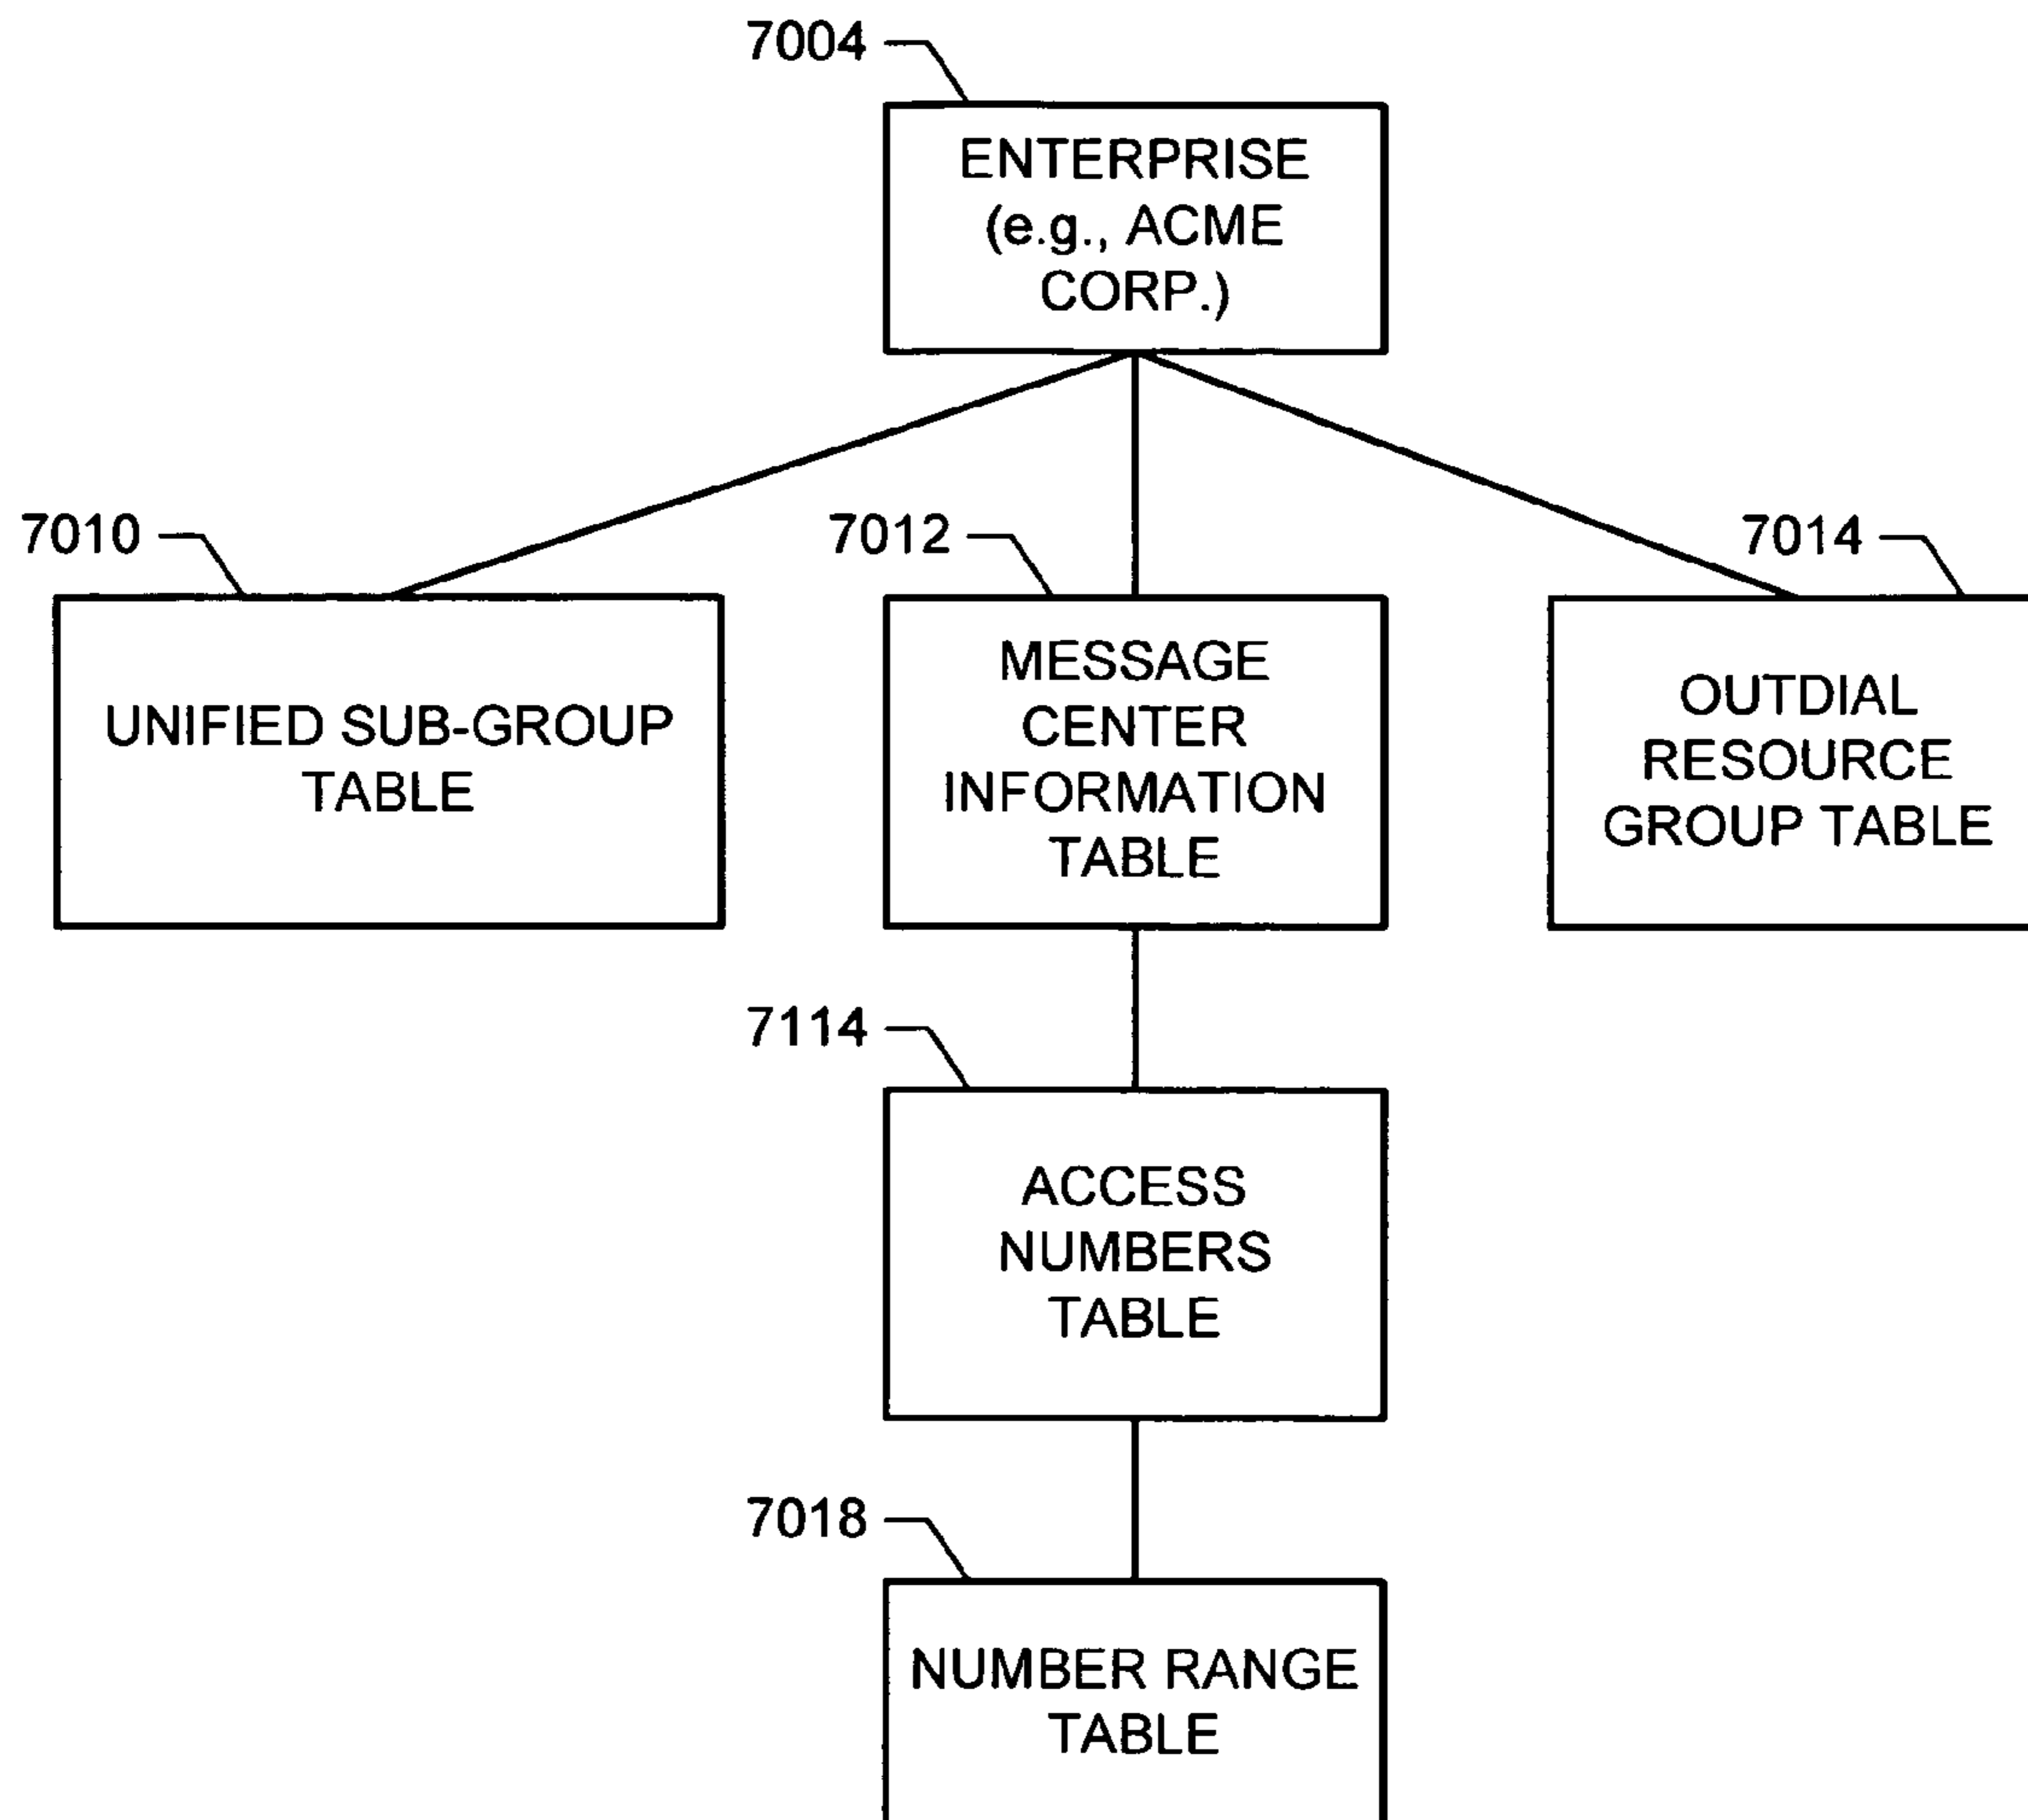 7004
ENTERPRISE
(e.g., ACME
CORP.)
7010
7012
7014
UNIFIED SUB-GROUP
TABLE
MESSAGE
CENTER
INFORMATION
TABLE
OUTDIAL
RESOURCE
GROUP TABLE
7114
ACCESS
NUMBERS
TABLE
7018
NUMBER RANGE
TABLE